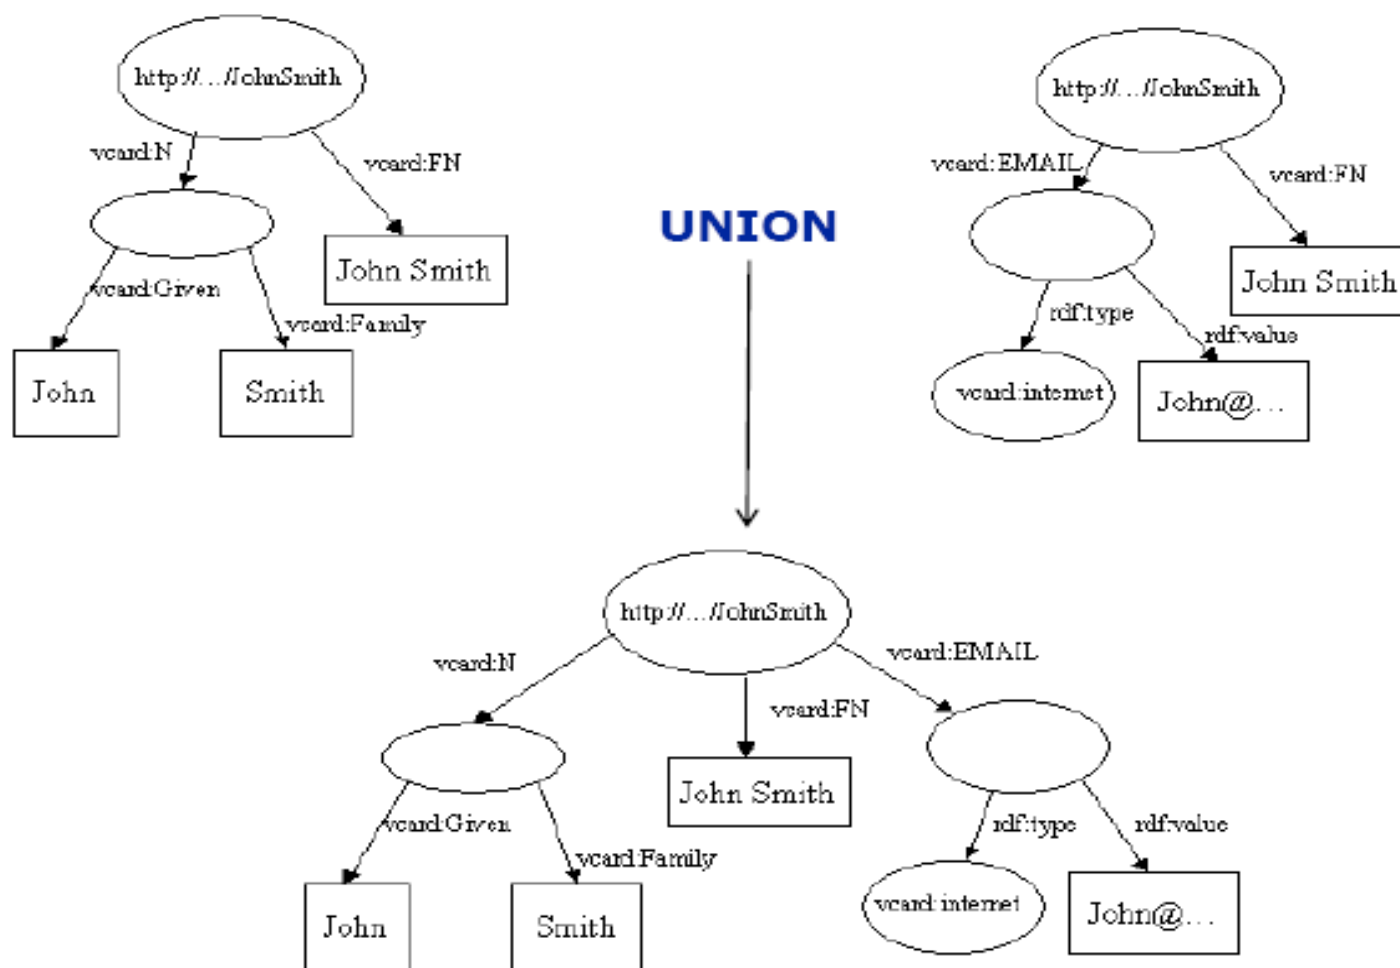 http://.../JohnSmith
vcard:N
vcard:FN
John Smith
vcard:Given
vcard:Family
John
Smith
UNION
http://.../JohnSmith
vcard:EMAIL
vcard:FN
John Smith
rdf:type
rdf:value
vcard:internet
John@...
http://.../JohnSmith
vcard:N
vcard:EMAIL
vcard:FN
John Smith
vcard:Given
vcard:Family
rdf:type
rdf:value
John
Smith
vcard:internet
John@...